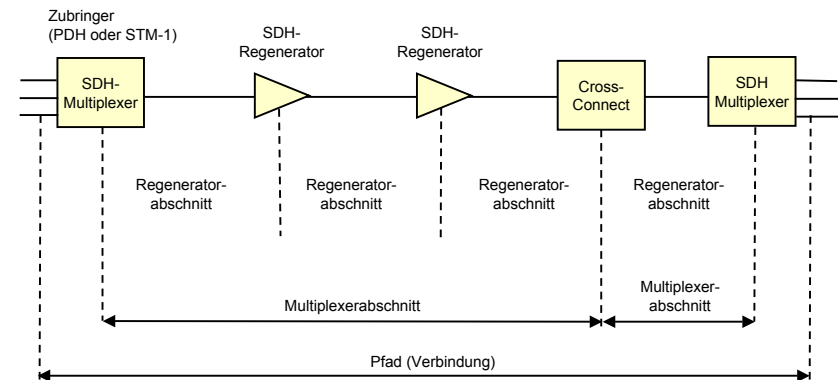 Zubringer
(PDH oder STM-1)
SDH-
Regenerator
SDH-
Regenerator
SDH-
Multiplexer
Cross-
Connect
SDH
Multiplexer
Regenerator-
abschnitt
Regenerator-
abschnitt
Regenerator-
abschnitt
Regenerator-
abschnitt
Multiplexerabschnitt
Multiplexer-
abschnitt
Pfad (Verbindung)